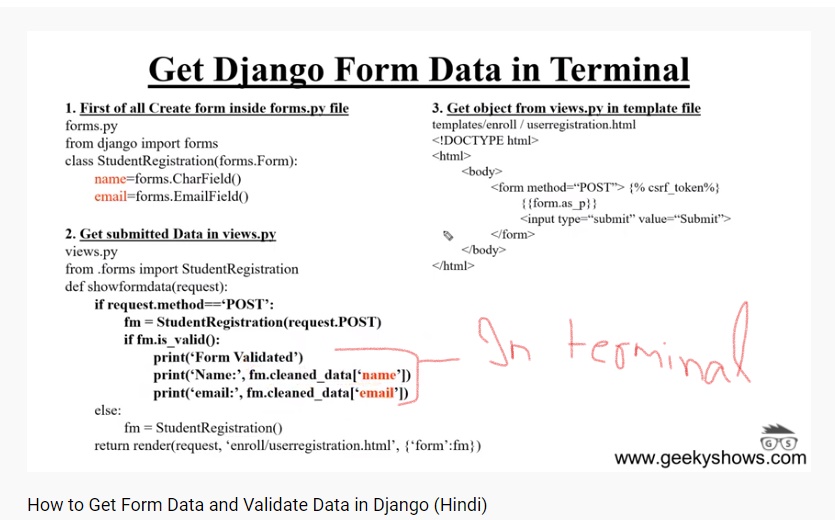 Get Django Form Data in Terminal
1. First of all Create form inside forms.py file
forms.py
from django import forms
class StudentRegistration(forms.Form):
name=forms.CharField()
email=forms.EmailField()
2. Get submitted Data in views.py
views.py
from .forms import StudentRegistration
def showformdata(request):
if request.method==‘POST’:
fm = StudentRegistration(request.POST)
if fm.is_valid():
print(‘Form Validated’)
print(‘Name:’, fm.cleaned_data[‘name’])
print(‘email:’, fm.cleaned_data[‘email’])
else:
fm = StudentRegistration()
return render(request, ‘enroll/userregistration.html’, {‘form’:fm})
3. Get object from views.py in template file
templates/enroll / userregistration.html
<!DOCTYPE html>
<html>
<body>
<form method=“POST”> {% csrf_token%}
{{form.as_p}}
<input type=“submit” value=“Submit”>
</form>
</body>
</html>
In terminal
G S
www.geekyshows.com
How to Get Form Data and Validate Data in Django (Hindi)